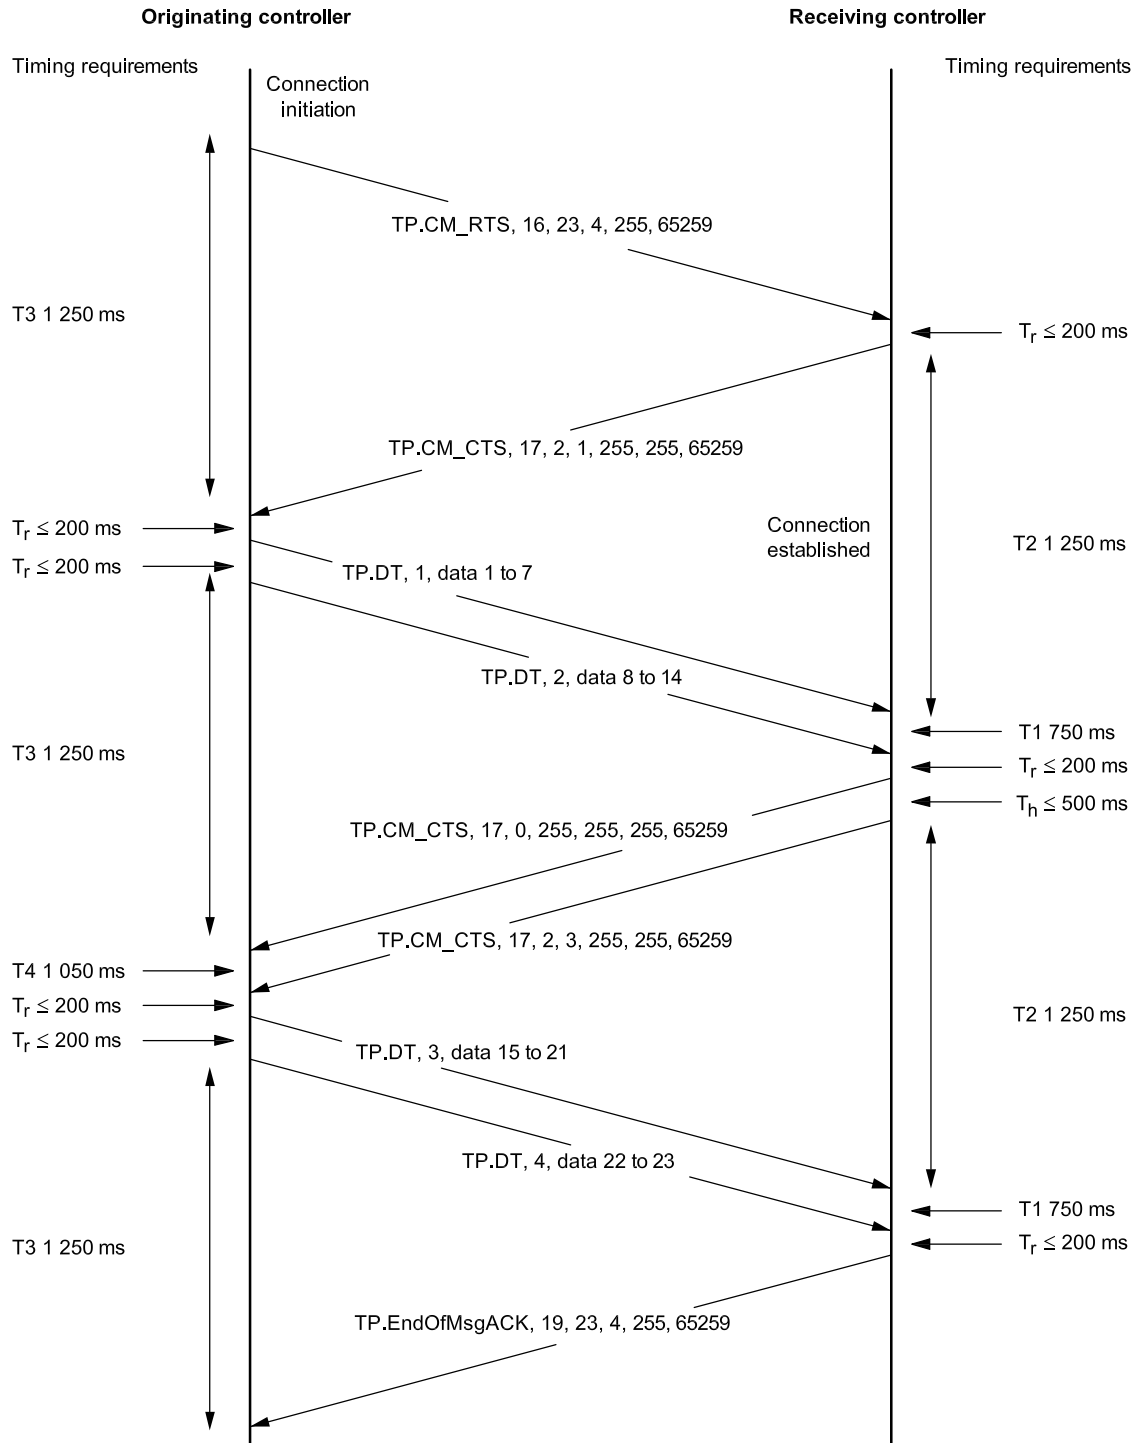 Originating controller
Receiving controller
Timing requirements
Timing requirements
Connection
initiation
TP.CM_RTS, 16, 23, 4, 255, 65259
T3 1 250 ms
Tr ≤ 200 ms
TP.CM_CTS, 17, 2, 1, 255, 255, 65259
Tr ≤ 200 ms
Connection
established
T2 1 250 ms
Tr ≤ 200 ms
TP.DT, 1, data 1 to 7
TP.DT, 2, data 8 to 14
T1 750 ms
T3 1 250 ms
Tr ≤ 200 ms
Th ≤ 500 ms
TP.CM_CTS, 17, 0, 255, 255, 255, 65259
TP.CM_CTS, 17, 2, 3, 255, 255, 65259
T4 1 050 ms
Tr ≤ 200 ms
T2 1 250 ms
Tr ≤ 200 ms
TP.DT, 3, data 15 to 21
TP.DT, 4, data 22 to 23
T1 750 ms
Tr ≤ 200 ms
T3 1 250 ms
TP.EndOfMsgACK, 19, 23, 4, 255, 65259